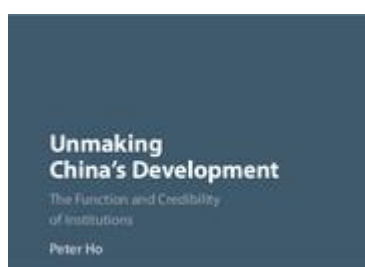 Unmaking
China's Development
The Function and Credibility
of Institutions
Peter Ho